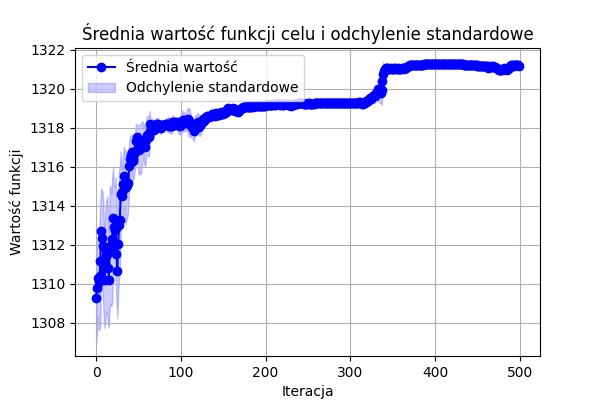 Średnia wartość funkcji celu i odchylenie standardowe
1322
1320
1318
1316
1314
1312
1310
1308
Wartość funkcji
Średnia wartość
Odchylenie standardowe
0 100 200 300 400 500
Iteracja